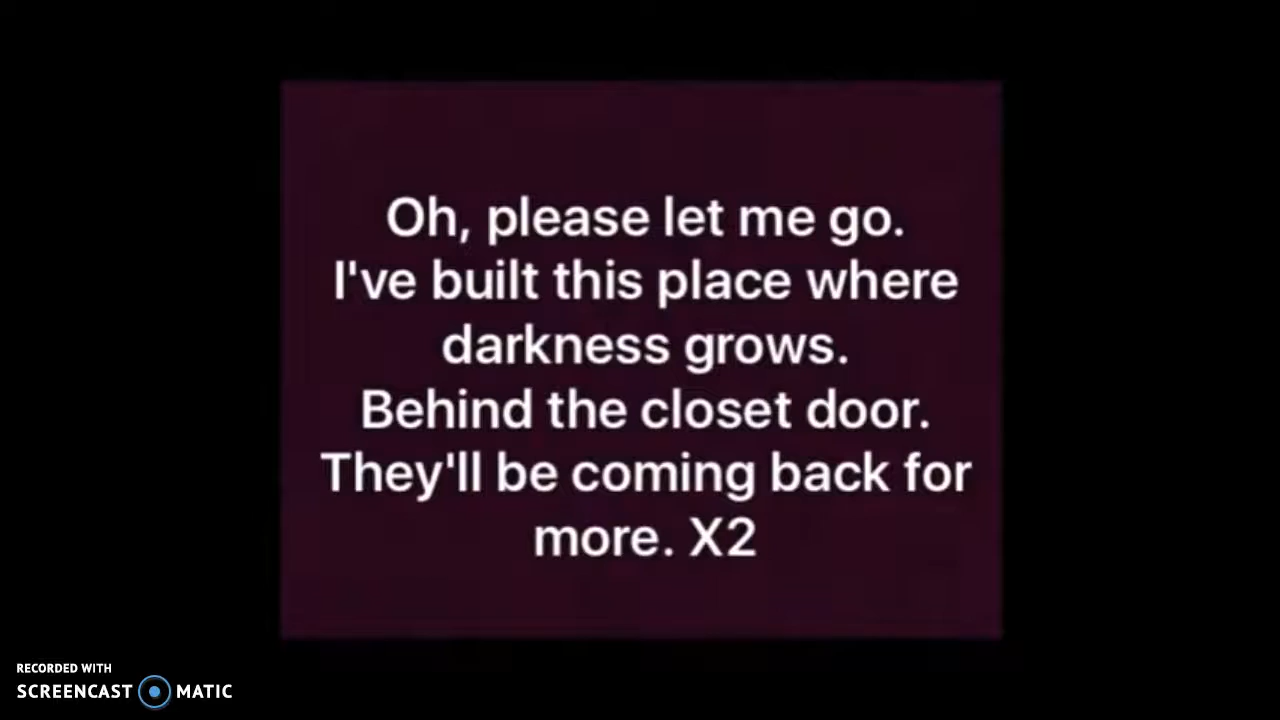 Oh, please let me go.
I've built this place where
darkness grows.
Behind the closet door.
They'll be coming back for
more. X2
RECORDED WITH
SCREENCAST MATIC